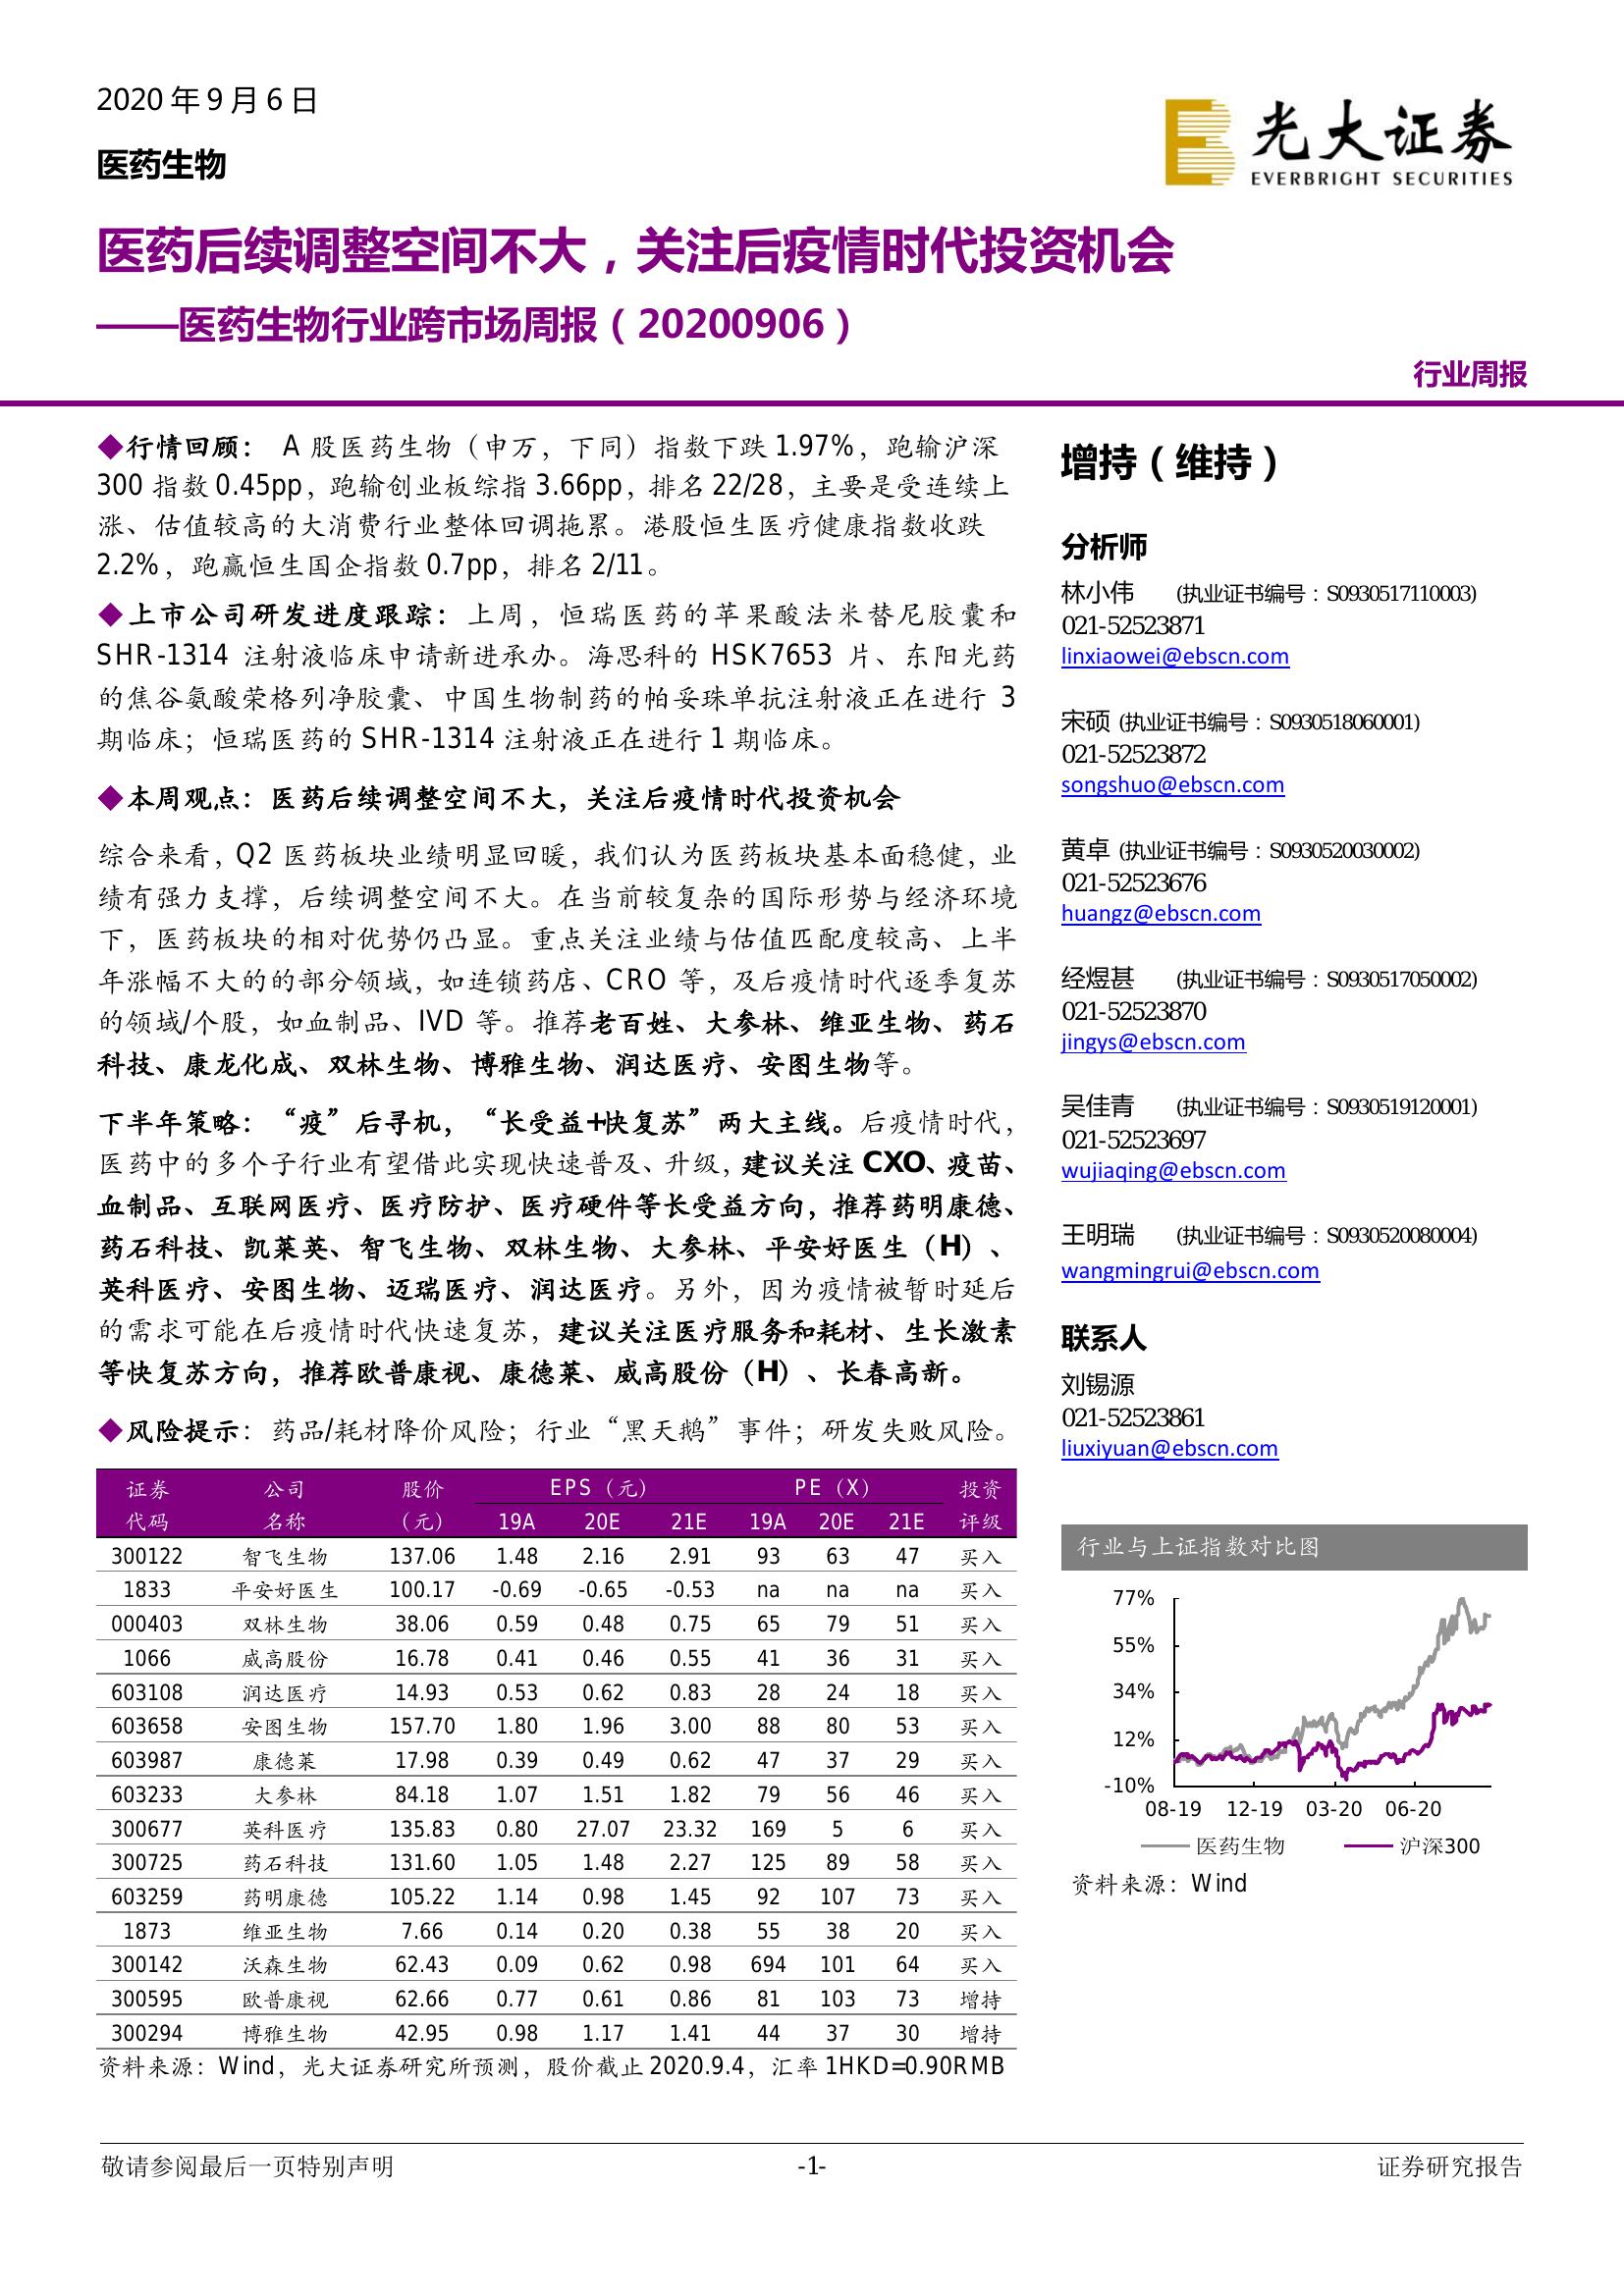 2020 年 9 月 6 日
医药生物
光大证券
EVERBRIGHT SECURITIES
医药后续调整空间不大，关注后疫情时代投资机会
——医药生物行业跨市场周报（20200906）
行业周报
◆行情回顾： A 股医药生物（申万，下同）指数下跌 1.97%，跑输沪深
300 指数 0.45pp，跑输创业板综指 3.66pp，排名 22/28，主要是受连续上
涨、估值较高的大消费行业整体回调拖累。港股恒生医疗健康指数收跌
2.2%，跑赢恒生国企指数 0.7pp，排名 2/11。
◆上市公司研发进度跟踪：上周，恒瑞医药的苹果酸法米替尼胶囊和
SHR-1314 注射液临床申请新进承办。海思科的 HSK7653 片、东阳光药
的焦谷氨酸荣格列净胶囊、中国生物制药的帕妥珠单抗注射液正在进行 3
期临床；恒瑞医药的 SHR-1314 注射液正在进行 1 期临床。
◆本周观点：医药后续调整空间不大，关注后疫情时代投资机会
综合来看，Q2 医药板块业绩明显回暖，我们认为医药板块基本面稳健，业
绩有强力支撑，后续调整空间不大。在当前较复杂的国际形势与经济环境
下，医药板块的相对优势仍凸显。重点关注业绩与估值匹配度较高、上半
年涨幅不大的的部分领域，如连锁药店、CRO 等，及后疫情时代逐季复苏
的领域/个股，如血制品、IVD 等。推荐老百姓、大参林、维亚生物、药石
科技、康龙化成、双林生物、博雅生物、润达医疗、安图生物等。
下半年策略：“疫”后寻机，“长受益+快复苏”两大主线。后疫情时代，
医药中的多个子行业有望借此实现快速普及、升级，建议关注 CXO、疫苗、
血制品、互联网医疗、医疗防护、医疗硬件等长受益方向，推荐药明康德、
药石科技、凯莱英、智飞生物、双林生物、大参林、平安好医生（H）、
英科医疗、安图生物、迈瑞医疗、润达医疗。另外，因为疫情被暂时延后
的需求可能在后疫情时代快速复苏，建议关注医疗服务和耗材、生长激素
等快复苏方向，推荐欧普康视、康德莱、威高股份（H）、长春高新。
◆风险提示：药品/耗材降价风险；行业“黑天鹅”事件；研发失败风险。
证券 公司 股价 EPS（元） PE（X） 投资
代码 名称 （元） 19A 20E 21E 19A 20E 21E 评级
300122 智飞生物 137.06 1.48 2.16 2.91 93 63 47 买入
1833 平安好医生 100.17 -0.69 -0.65 -0.53 na na na 买入
000403 双林生物 38.06 0.59 0.48 0.75 65 79 51 买入
1066 威高股份 16.78 0.41 0.46 0.55 41 36 31 买入
603108 润达医疗 14.93 0.53 0.62 0.83 28 24 18 买入
603658 安图生物 157.70 1.80 1.96 3.00 88 80 53 买入
603987 康德莱 17.98 0.39 0.49 0.62 47 37 29 买入
603233 大参林 84.18 1.07 1.51 1.82 79 56 46 买入
300677 英科医疗 135.83 0.80 27.07 23.32 169 5 6 买入
300725 药石科技 131.60 1.05 1.48 2.27 125 89 58 买入
603259 药明康德 105.22 1.14 0.98 1.45 92 107 73 买入
1873 维亚生物 7.66 0.14 0.20 0.38 55 38 20 买入
300142 沃森生物 62.43 0.09 0.62 0.98 694 101 64 买入
300595 欧普康视 62.66 0.77 0.61 0.86 81 103 73 增持
300294 博雅生物 42.95 0.98 1.17 1.41 44 37 30 增持
资料来源：Wind，光大证券研究所预测，股价截止 2020.9.4，汇率 1HKD=0.90RMB
增持（维持）
分析师
林小伟 (执业证书编号：S0930517110003)
021-52523871
linxiaowei@ebscn.com
宋硕 (执业证书编号：S0930518060001)
021-52523872
songshuo@ebscn.com
黄卓 (执业证书编号：S0930520030002)
021-52523676
huangz@ebscn.com
经煜甚 (执业证书编号：S0930517050002)
021-52523870
jingys@ebscn.com
吴佳青 (执业证书编号：S0930519120001)
021-52523697
wujiaqing@ebscn.com
王明瑞 (执业证书编号：S0930520080004)
wangmingrui@ebscn.com
联系人
刘锡源
021-52523861
liuxiyuan@ebscn.com
行业与上证指数对比图
77%
55%
34%
12%
-10%
08-19 12-19 03-20 06-20
医药生物 沪深300
资料来源：Wind
敬请参阅最后一页特别声明 -1- 证券研究报告